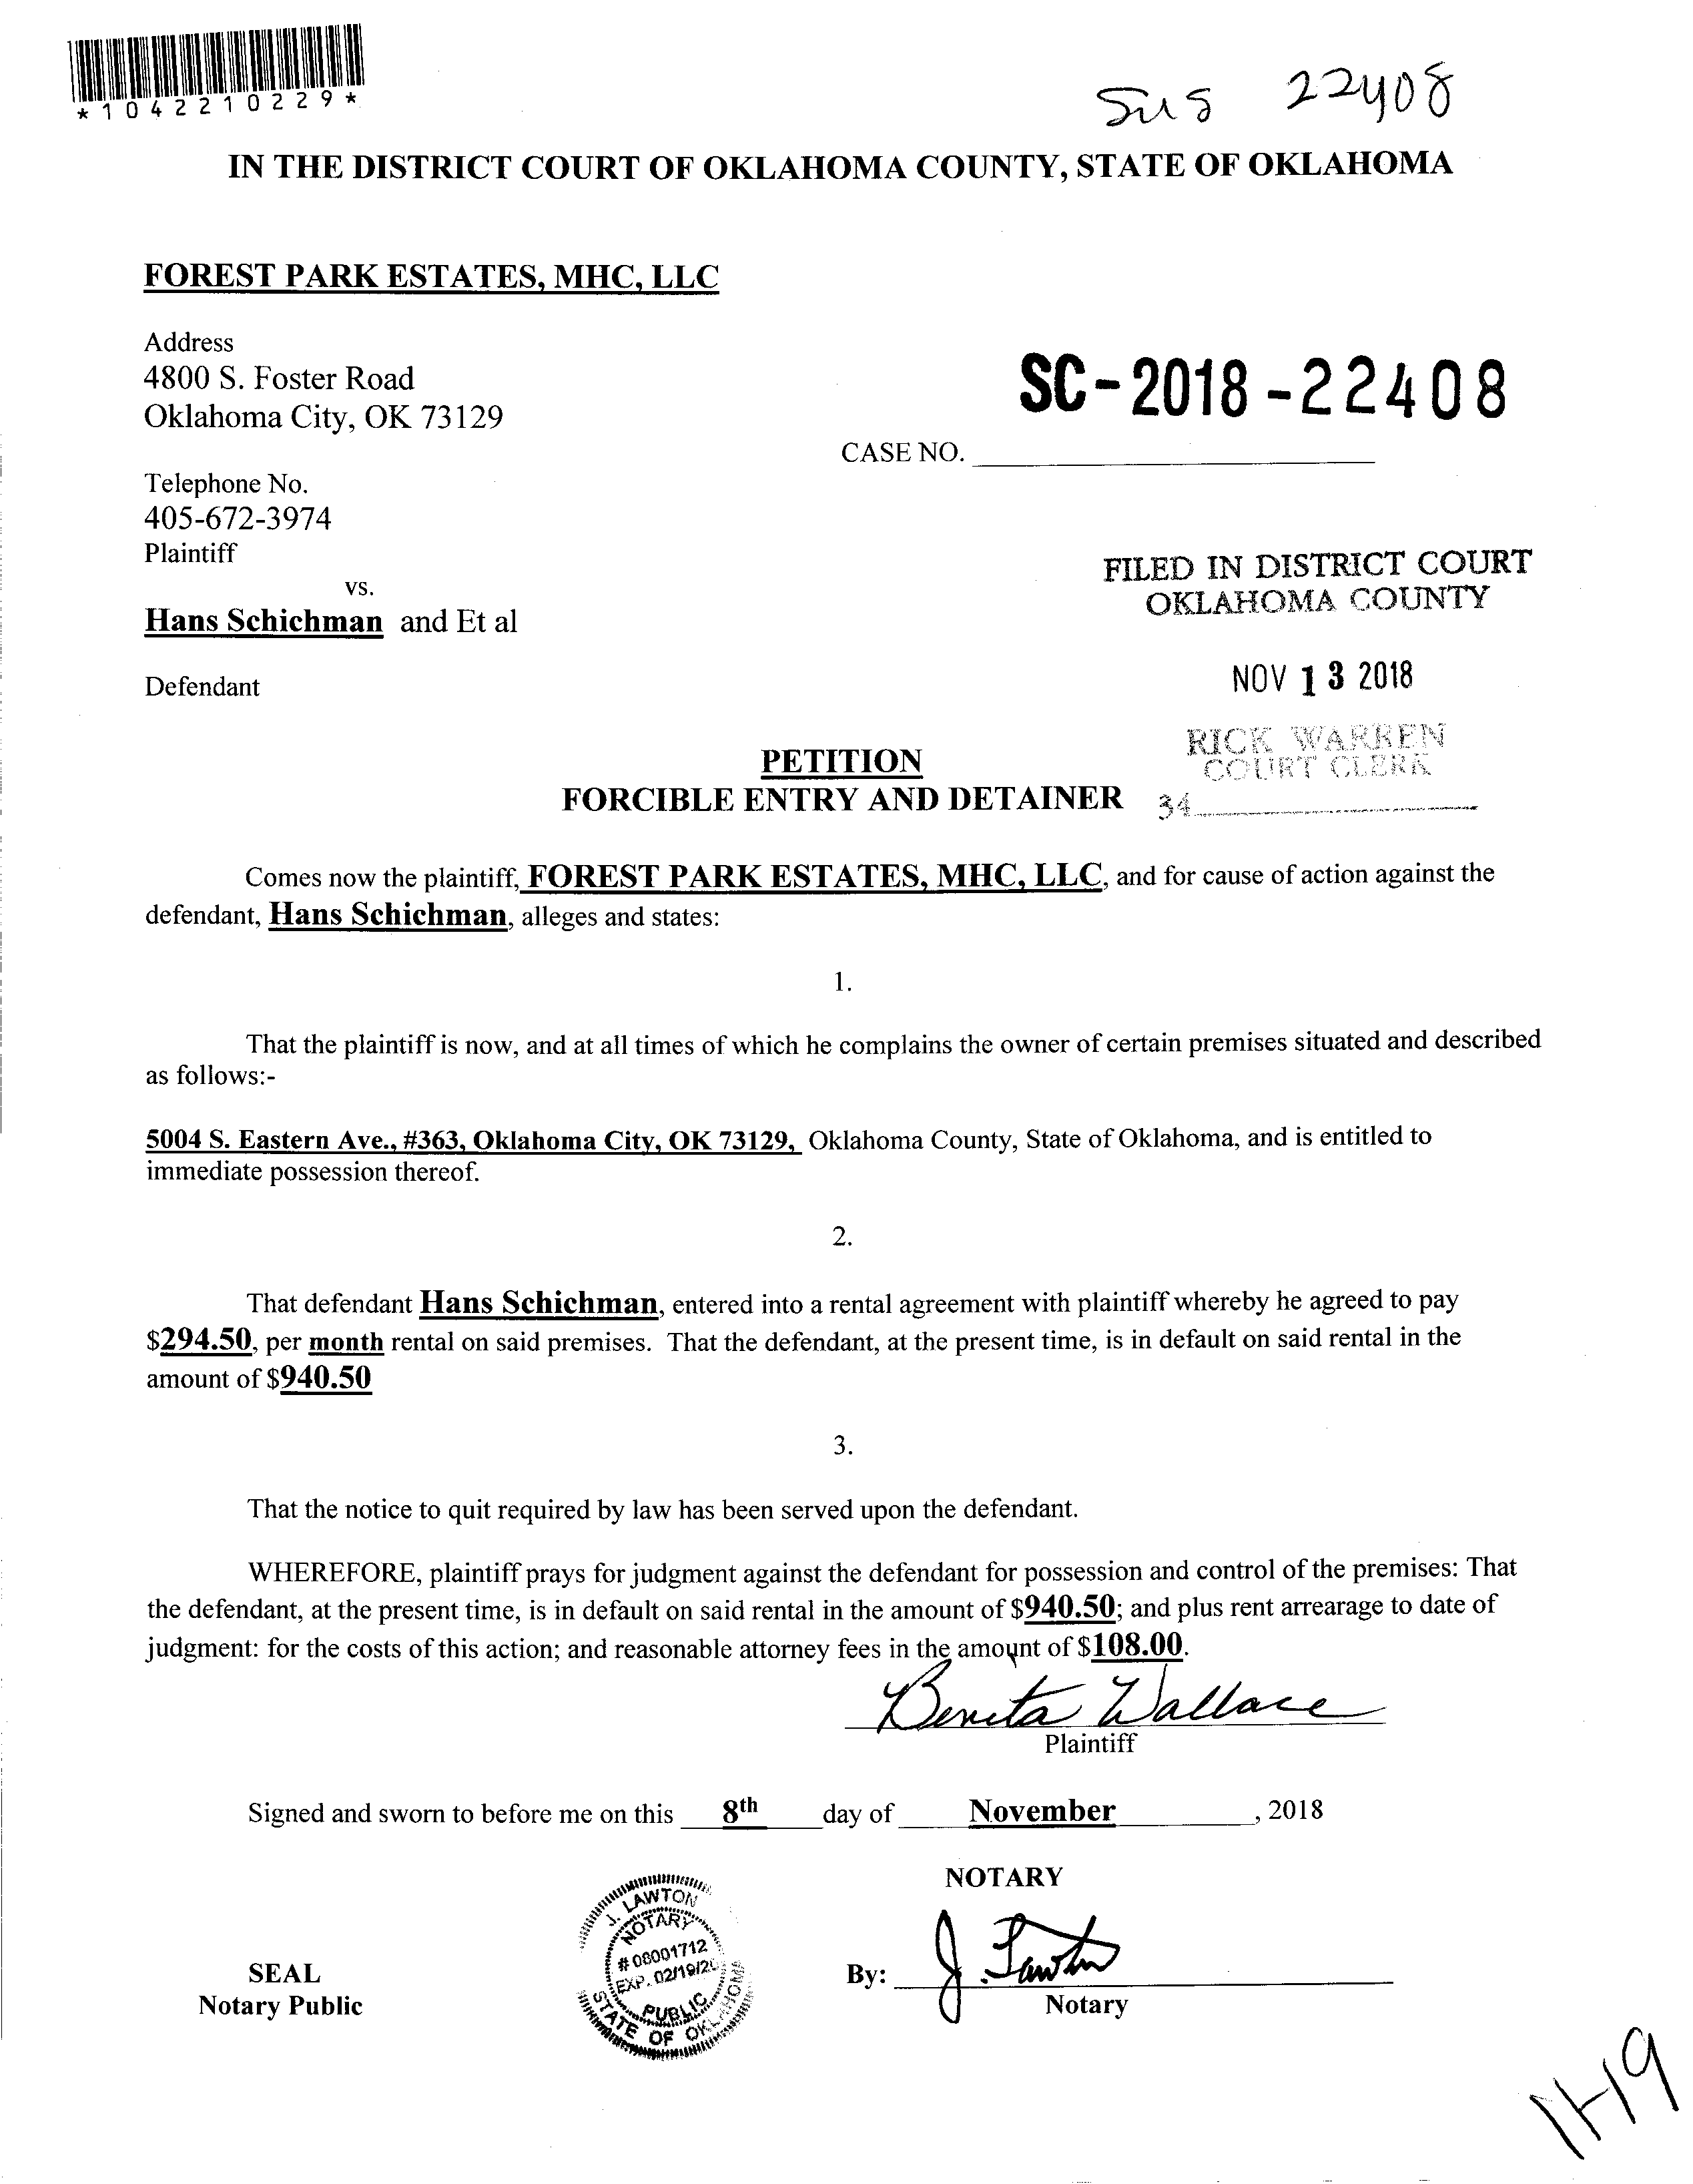 *1042210229*
22408
IN THE DISTRICT COURT OF OKLAHOMA COUNTY, STATE OF OKLAHOMA
FOREST PARK ESTATES, MHC, LLC
Address
4800 S. Foster Road
Oklahoma City, OK 73129
SC-2018-22408
CASE NO.
Telephone No.
405-672-3974
Plaintiff
vs.
Hans Schichman and Et al
Defendant
FILED IN DISTRICT COURT
OKLAHOMA COUNTY
NOV 13 2018
RICK WARREN
COURT CLERK
34
PETITION
FORCIBLE ENTRY AND DETAINER
Comes now the plaintiff, FOREST PARK ESTATES, MHC, LLC, and for cause of action against the
defendant, Hans Schichman, alleges and states:
1.
That the plaintiff is now, and at all times of which he complains the owner of certain premises situated and described
as follows:-
5004 S. Eastern Ave., #363, Oklahoma City, OK 73129, Oklahoma County, State of Oklahoma, and is entitled to
immediate possession thereof.
2.
That defendant Hans Schichman, entered into a rental agreement with plaintiff whereby he agreed to pay
$294.50, per month rental on said premises. That the defendant, at the present time, is in default on said rental in the
amount of $940.50
3.
That the notice to quit required by law has been served upon the defendant.
WHEREFORE, plaintiff prays for judgment against the defendant for possession and control of the premises: That
the defendant, at the present time, is in default on said rental in the amount of $940.50; and plus rent arrearage to date of
judgment: for the costs of this action; and reasonable attorney fees in the amount of $108.00.
Benita Wallace
Plaintiff
Signed and sworn to before me on this 8th day of November, 2018
NOTARY
J. LAWTON
NOTARY
# 08001712
EXP. 02/19/20
PUBLIC
STATE OF OKLAHOMA
SEAL
Notary Public
By: J. Lawton
Notary
11-19